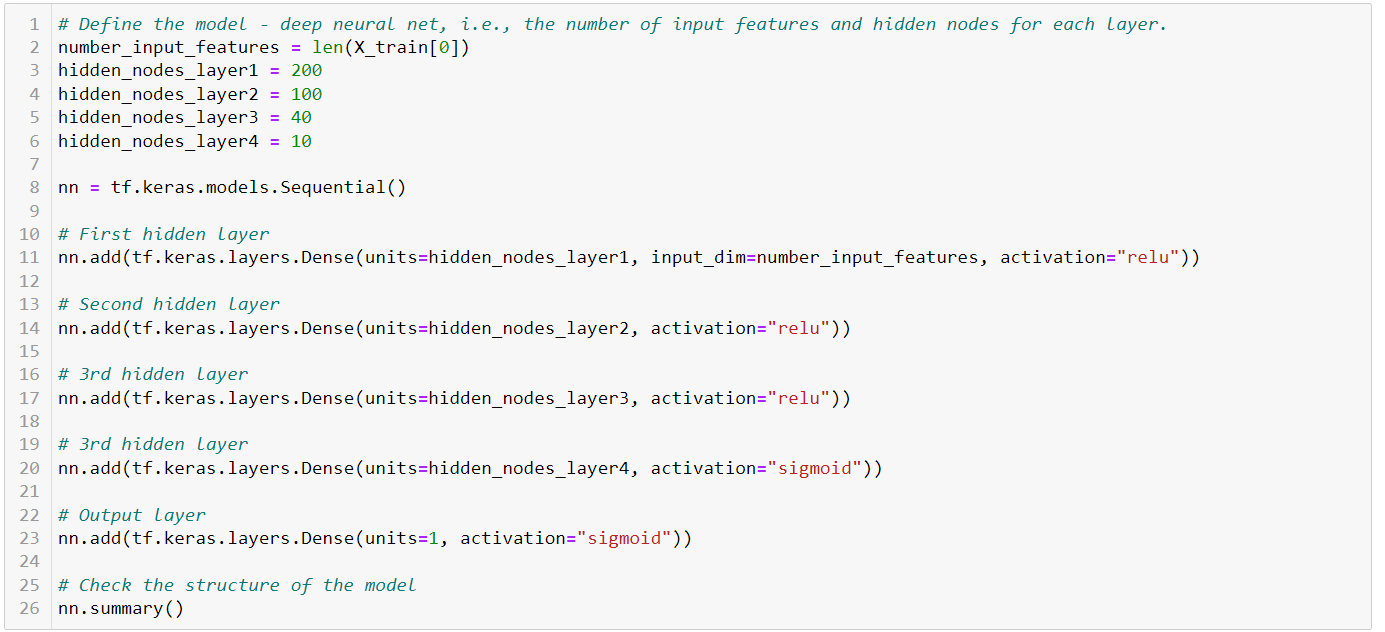 1 # Define the model - deep neural net, i.e., the number of input features and hidden nodes for each layer.
2 number_input_features = len(X_train[0])
3 hidden_nodes_layer1 = 200
4 hidden_nodes_layer2 = 100
5 hidden_nodes_layer3 = 40
6 hidden_nodes_layer4 = 10
7
8 nn = tf.keras.models.Sequential()
9
10 # First hidden layer
11 nn.add(tf.keras.layers.Dense(units=hidden_nodes_layer1, input_dim=number_input_features, activation="relu"))
12
13 # Second hidden layer
14 nn.add(tf.keras.layers.Dense(units=hidden_nodes_layer2, activation="relu"))
15
16 # 3rd hidden layer
17 nn.add(tf.keras.layers.Dense(units=hidden_nodes_layer3, activation="relu"))
18
19 # 3rd hidden layer
20 nn.add(tf.keras.layers.Dense(units=hidden_nodes_layer4, activation="sigmoid"))
21
22 # Output layer
23 nn.add(tf.keras.layers.Dense(units=1, activation="sigmoid"))
24
25 # Check the structure of the model
26 nn.summary()